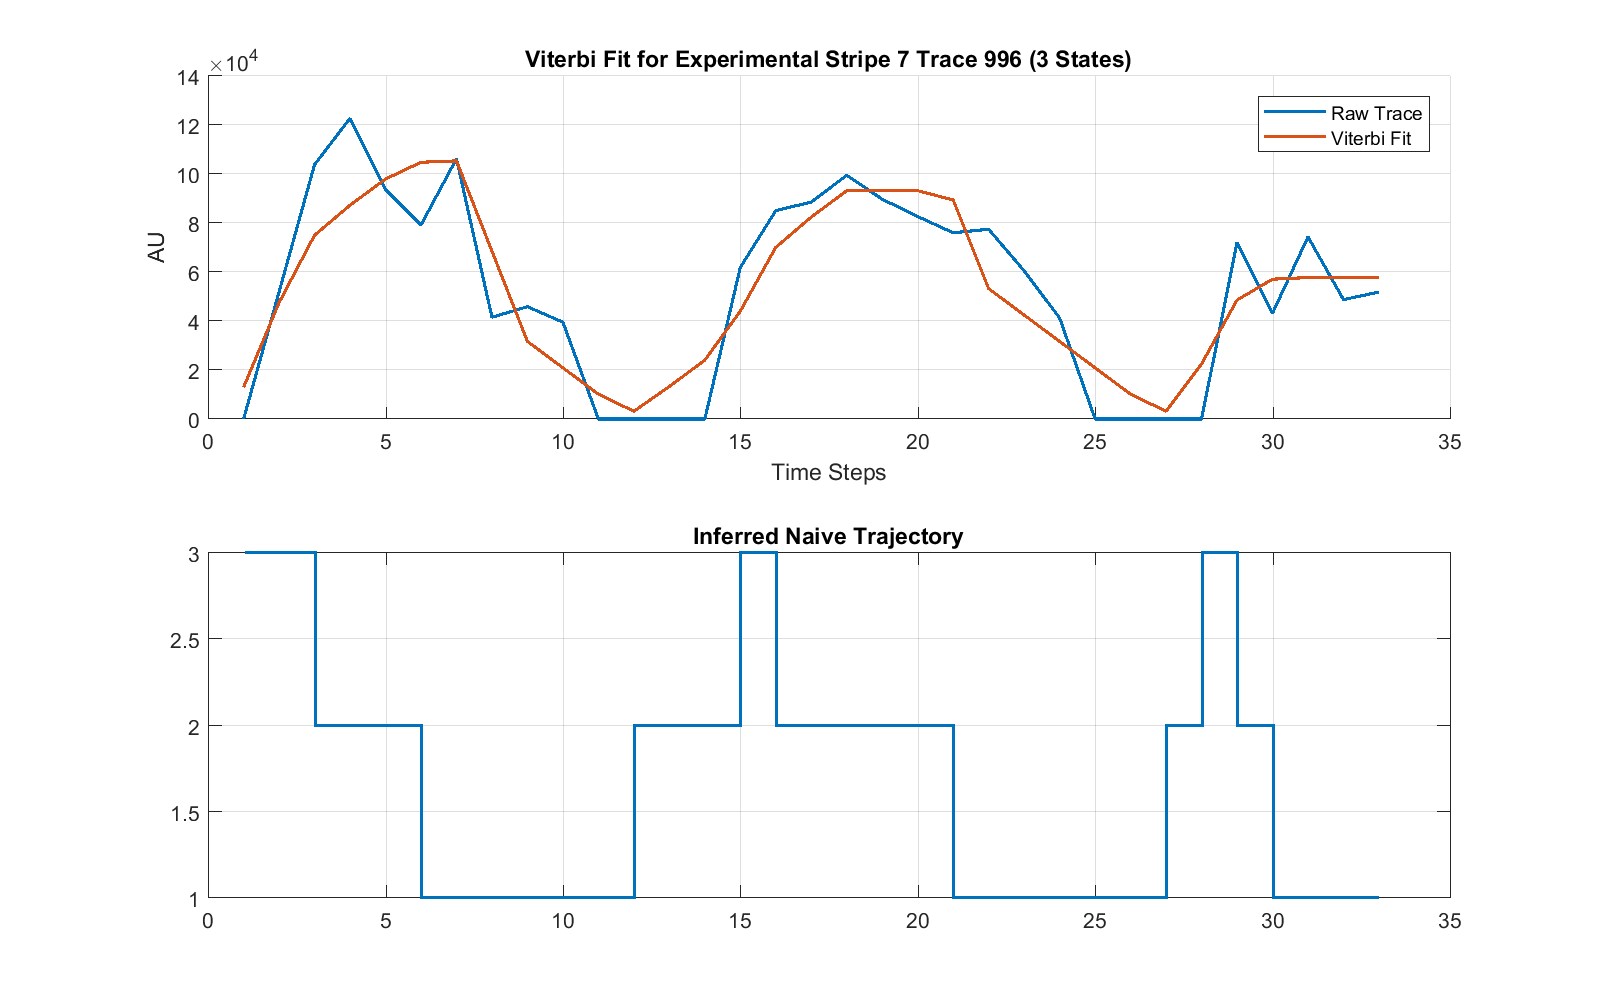 Viterbi Fit for Experimental Stripe 7 Trace 996 (3 States)
×10⁴
14
12
10
8
6
4
2
0
AU
Raw Trace
Viterbi Fit
0 5 10 15 20 25 30 35
Time Steps
Inferred Naive Trajectory
3
2.5
2
1.5
1
0 5 10 15 20 25 30 35